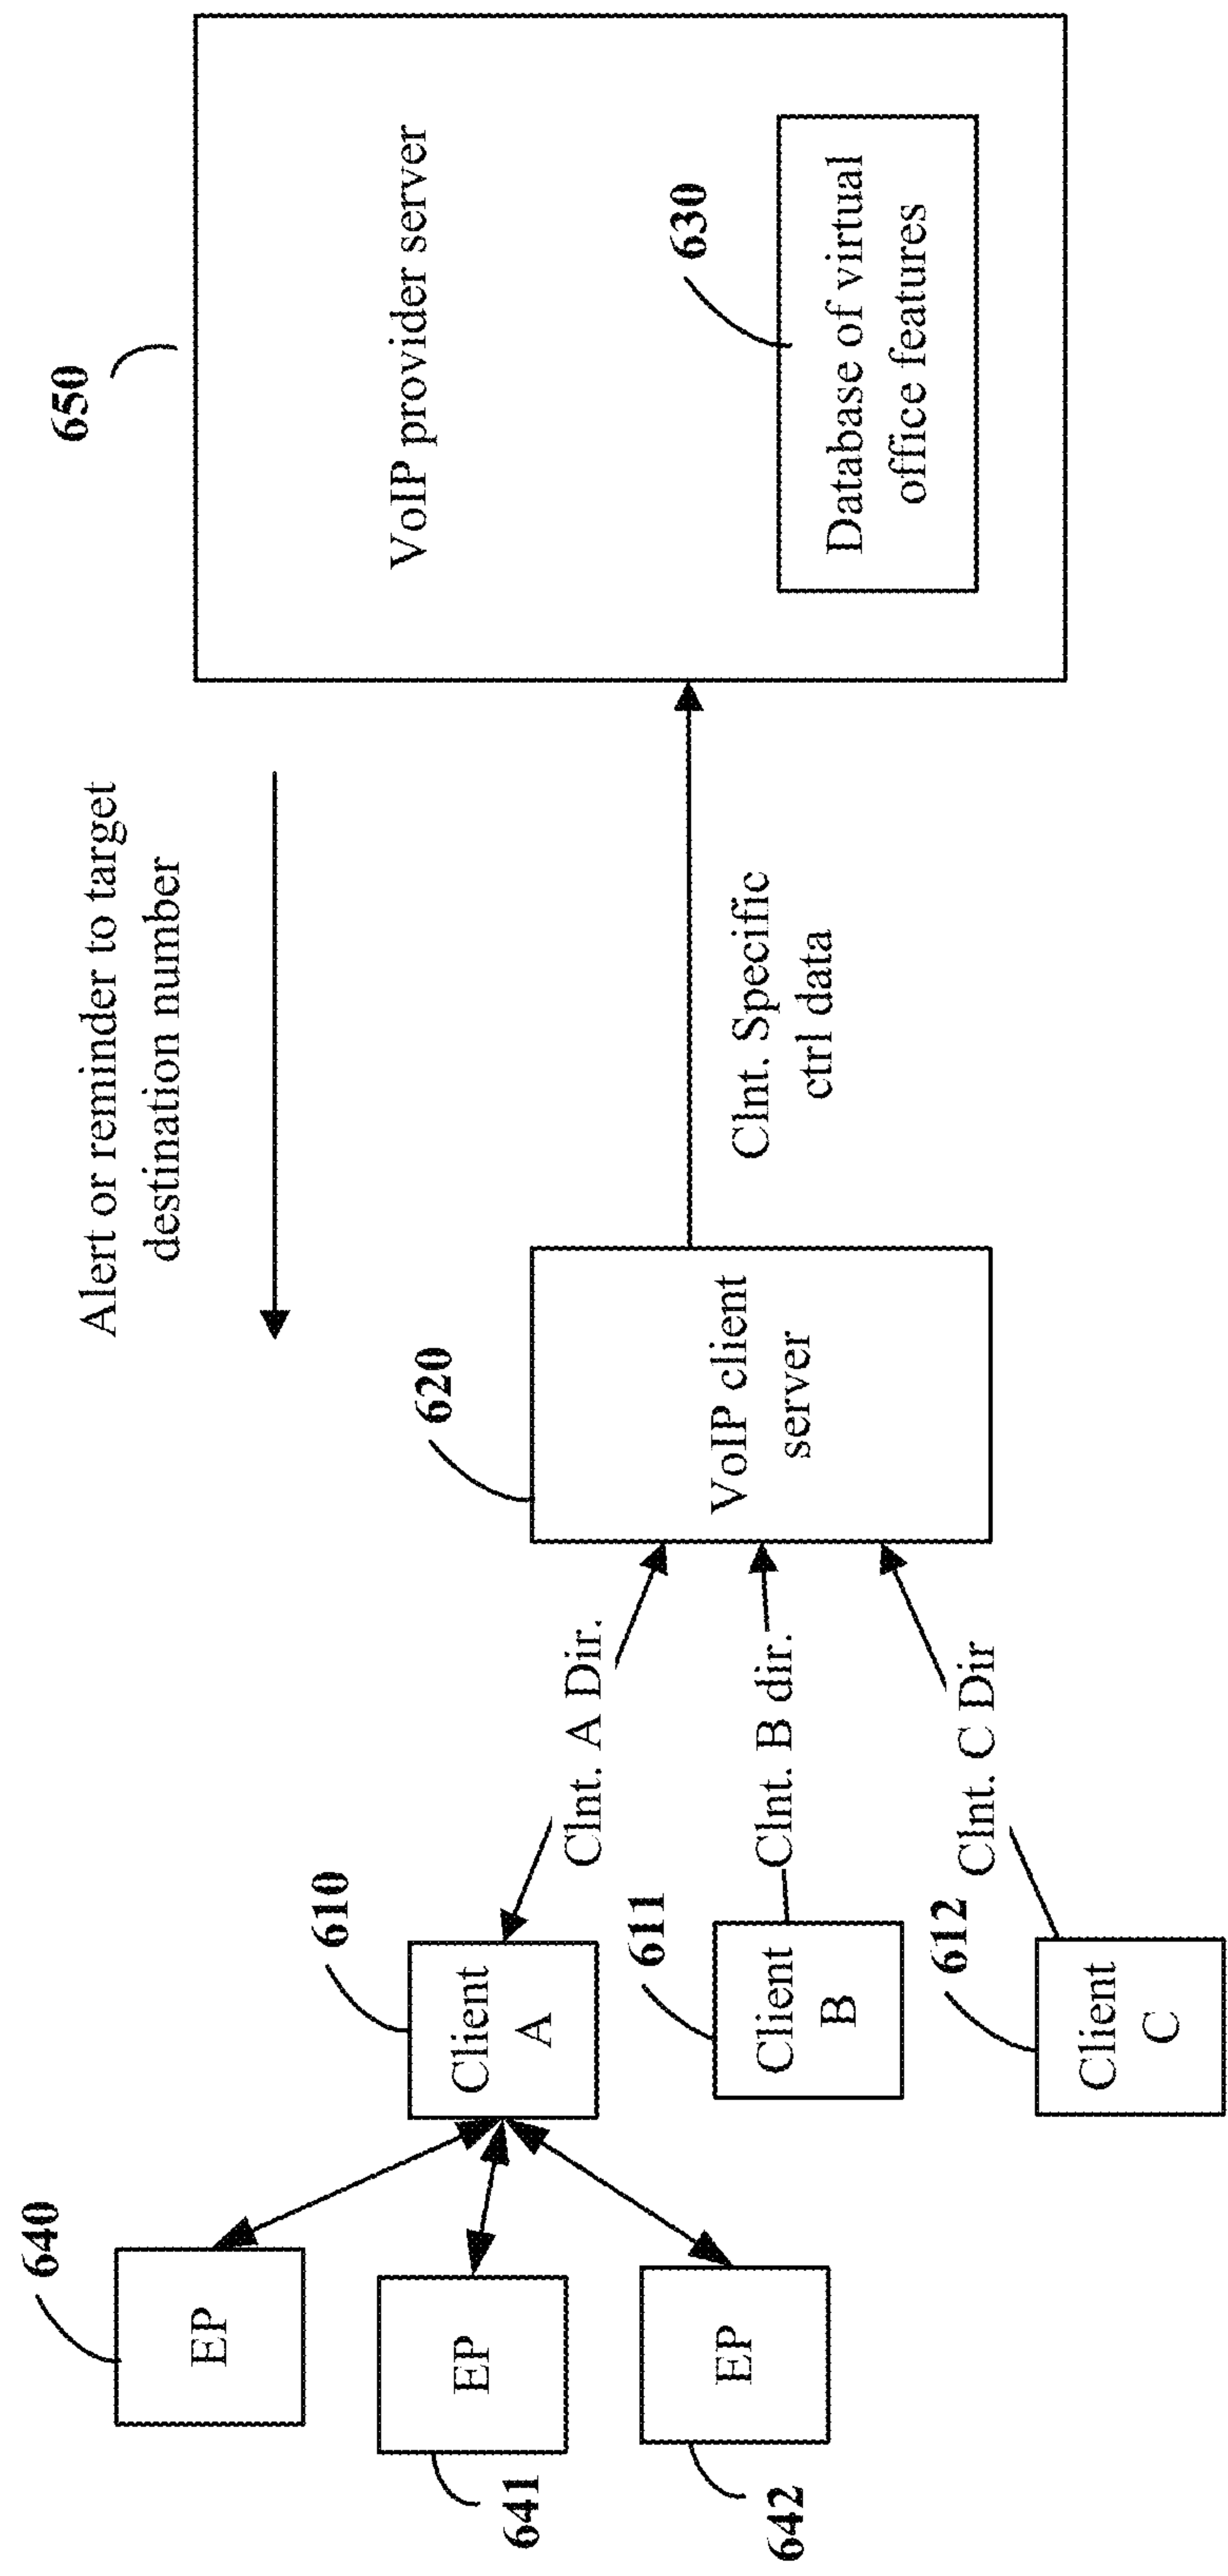 640
EP
641
EP
642
EP
610
Client
A
611
Client
B
612
Client
C
Clnt. A Dir.
Clnt. B dir.
Clnt. C Dir
620
VoIP client
server
Alert or reminder to target
destination number
Clnt. Specific
ctrl data
650
VoIP provider server
630
Database of virtual
office features